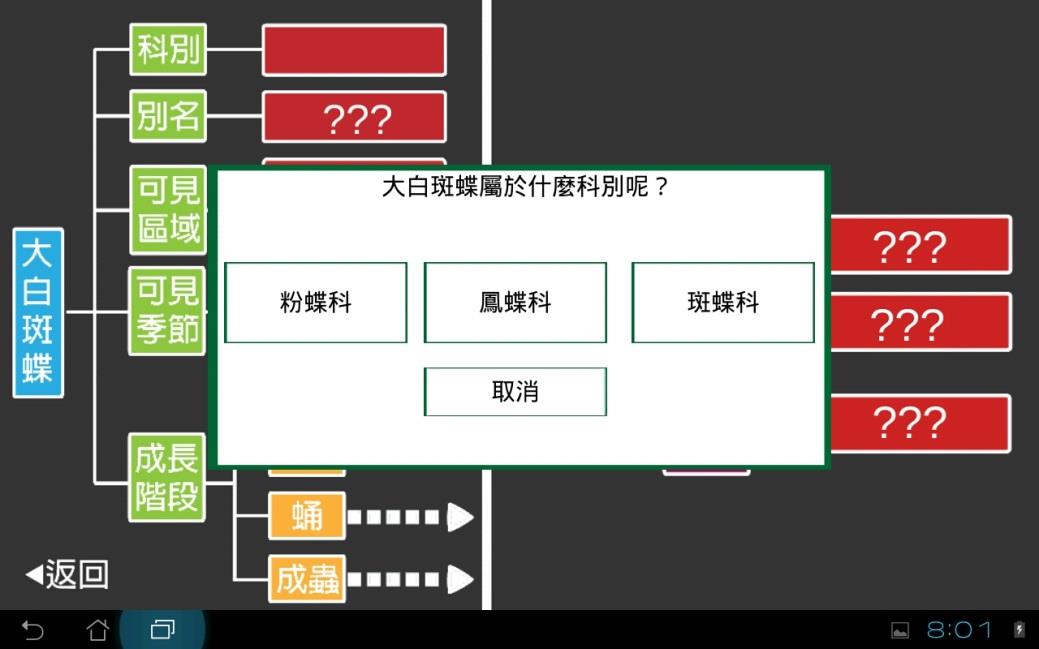 科別
別名
???
可見
區域
大白斑蝶屬於什麼科別呢？
粉蝶科
鳳蝶科
斑蝶科
取消
大白斑蝶
可見
季節
???
???
???
成長
階段
蛹
成蟲
◀返回
8:01